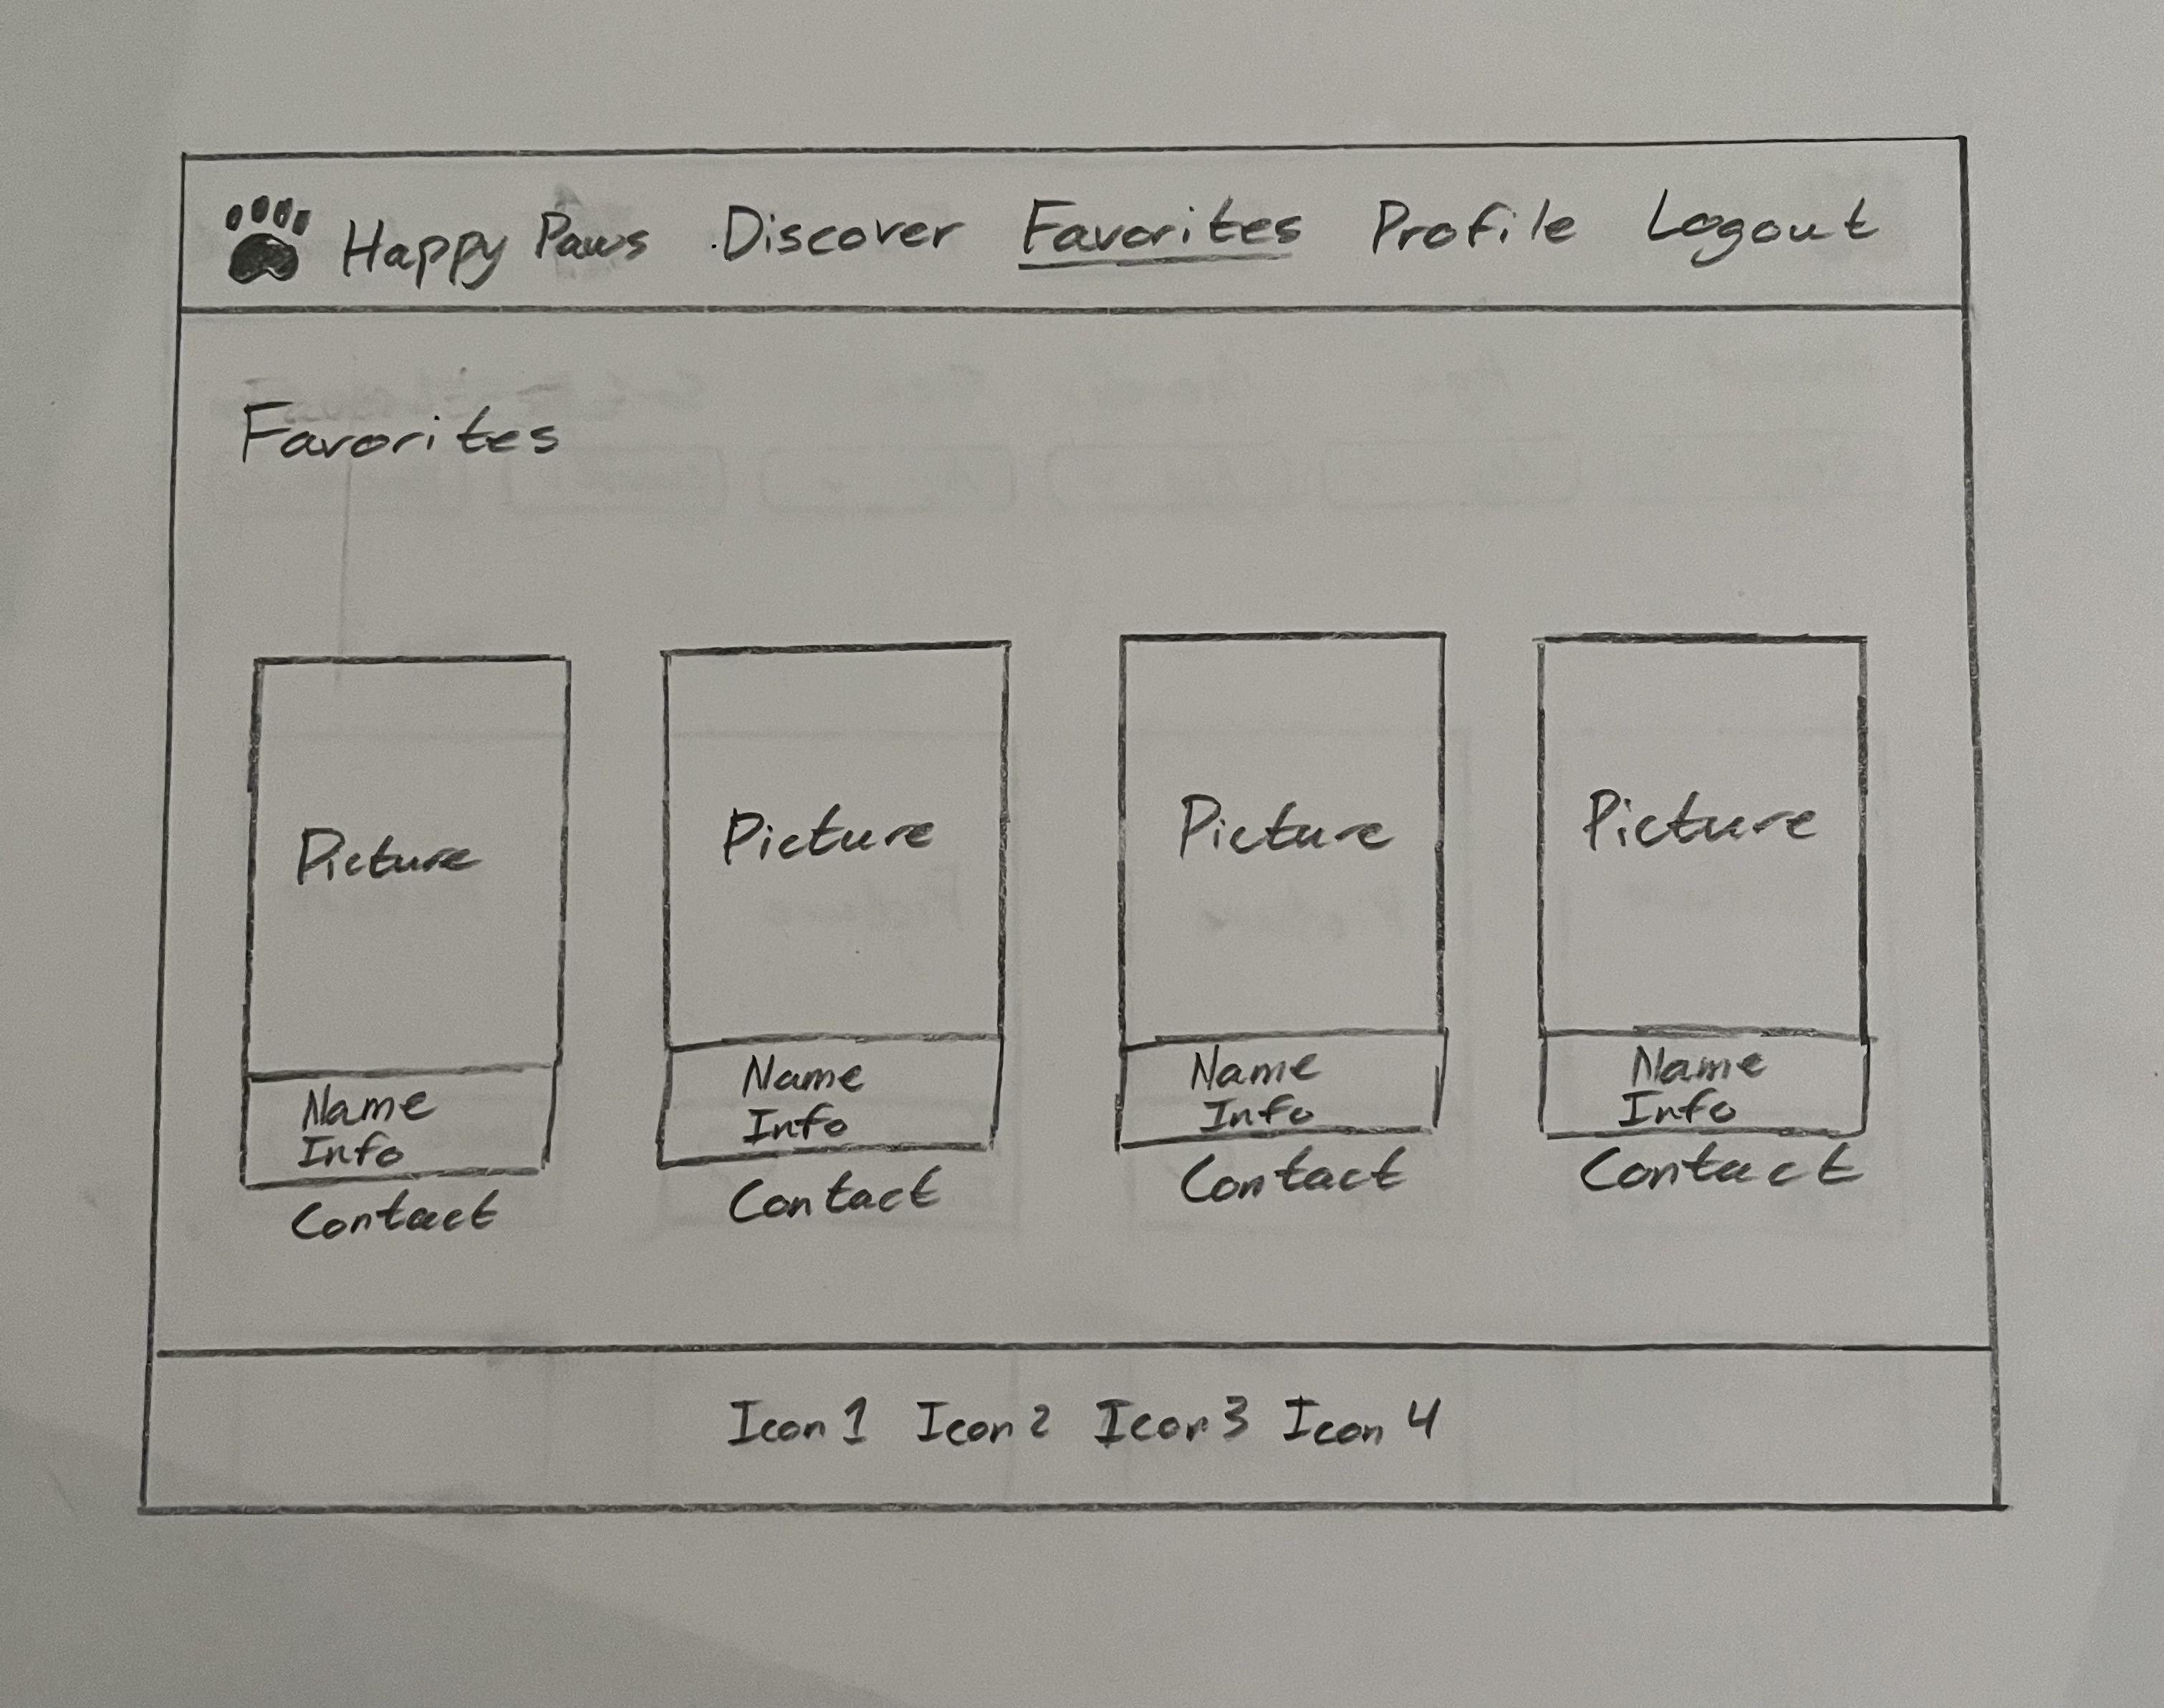 Happy Paws Discover Favorites Profile Logout
Favorites
Picture Picture Picture Picture
Name Name Name Name
Info Info Info Info
Contact Contact Contact Contact
Icon 1 Icon 2 Icon 3 Icon 4